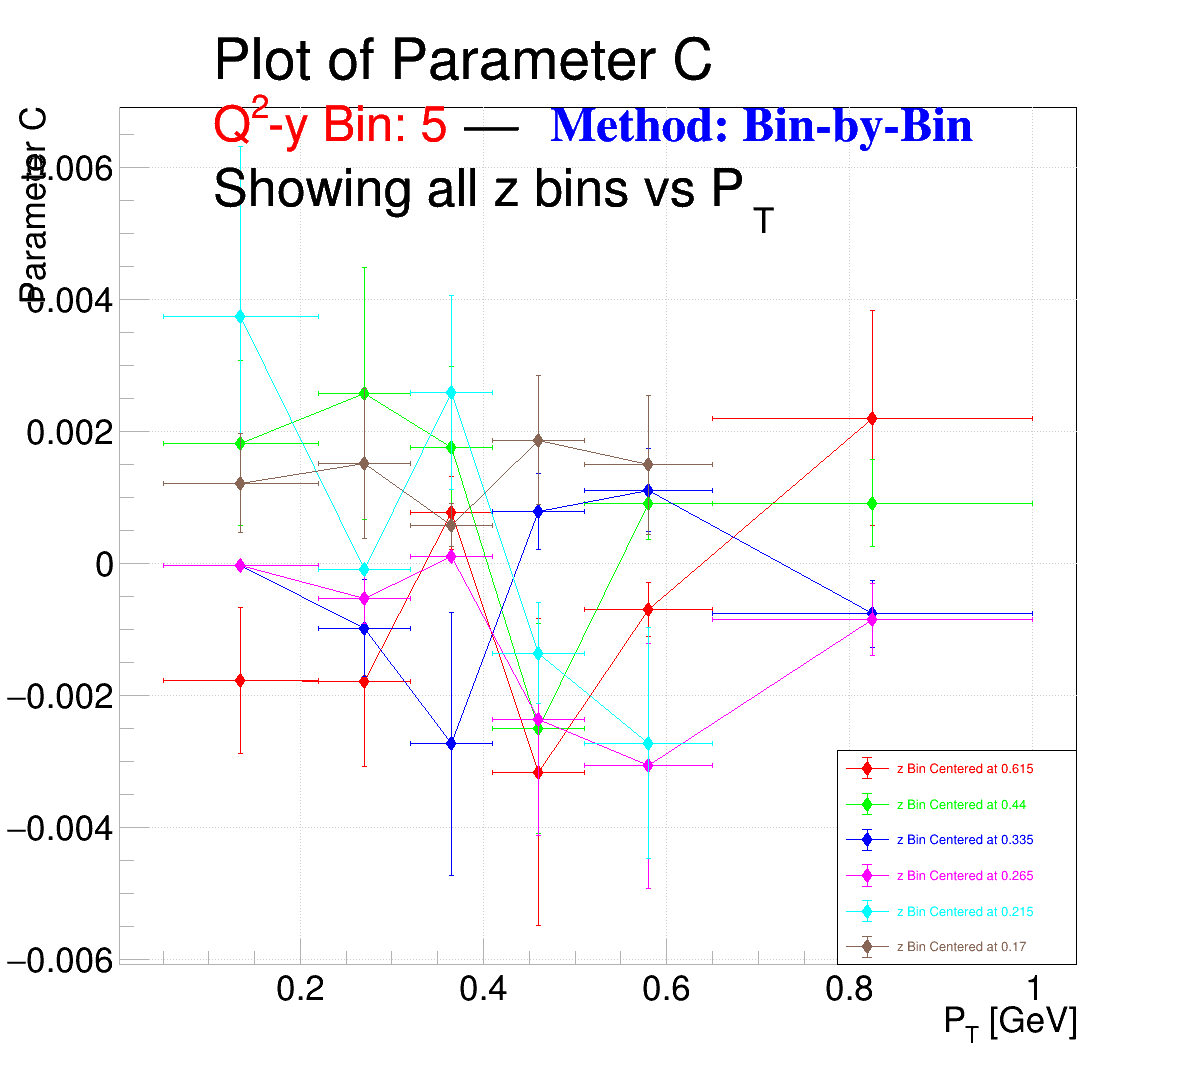 Plot of Parameter C
Q²-y Bin: 5 — Method: Bin-by-Bin
Showing all z bins vs P_T
Parameter C
0.006
0.004
0.002
0
−0.002
−0.004
−0.006
0.2 0.4 0.6 0.8 1
P_T [GeV]
z Bin Centered at 0.615
z Bin Centered at 0.44
z Bin Centered at 0.335
z Bin Centered at 0.265
z Bin Centered at 0.215
z Bin Centered at 0.17